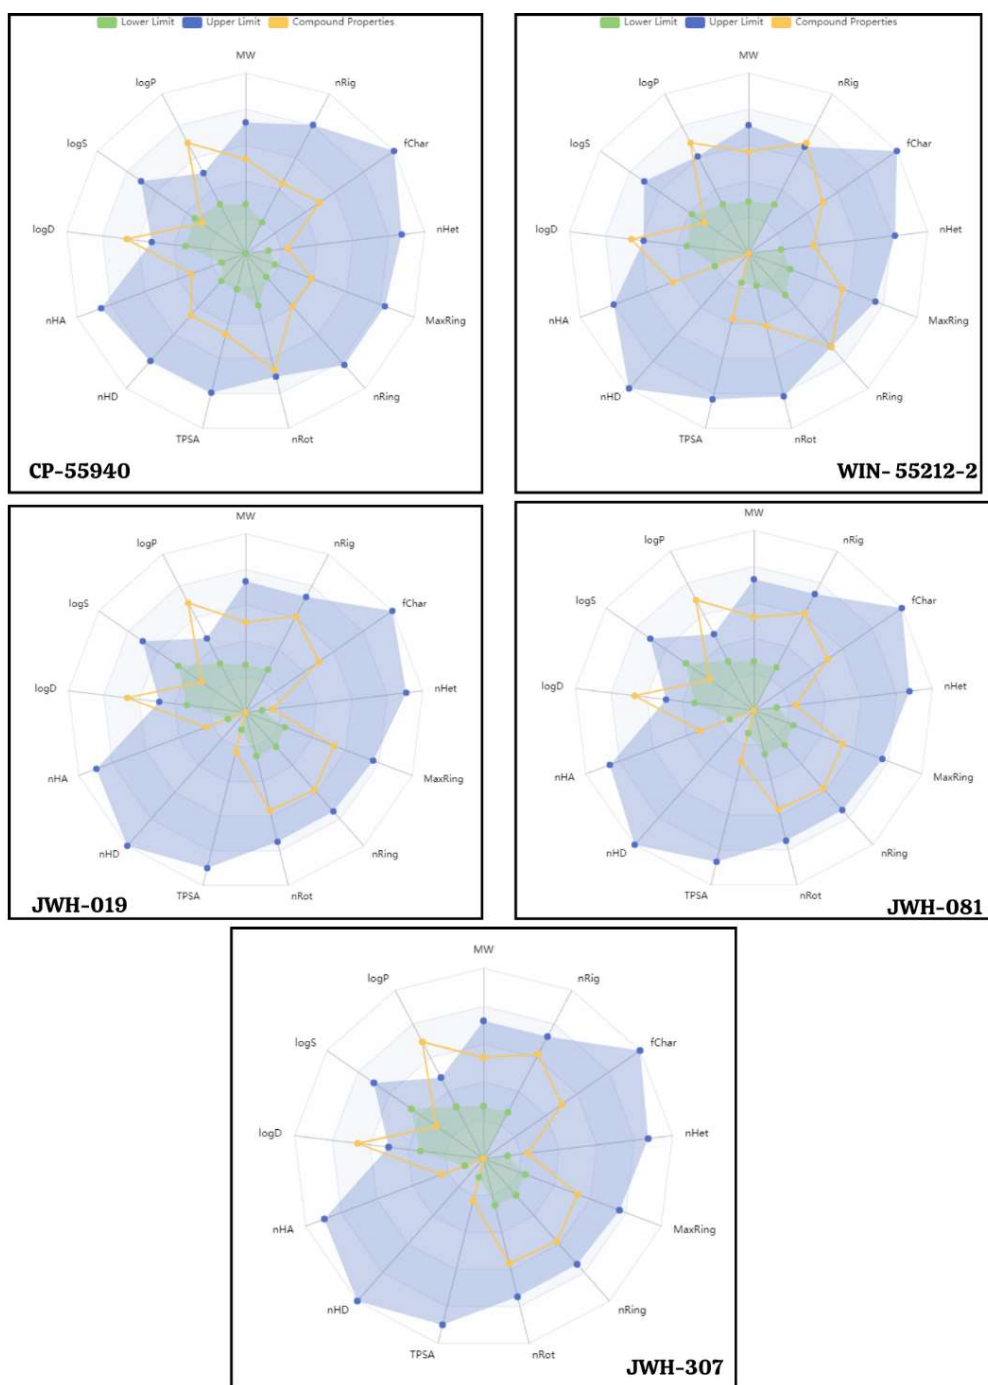 Lower Limit Upper Limit Compound Properties
MW
logP nRig
logS fChar
logD nHet
nHA MaxRing
nHD nRing
TPSA nRot
CP-55940
Lower Limit Upper Limit Compound Properties
MW
logP nRig
logS fChar
logD nHet
nHA MaxRing
nHD nRing
TPSA nRot
WIN- 55212-2
MW
logP nRig
logS fChar
logD nHet
nHA MaxRing
nHD nRing
TPSA nRot
JWH-019
MW
logP nRig
logS fChar
logD nHet
nHA MaxRing
nHD nRing
TPSA nRot
JWH-081
MW
logP nRig
logS fChar
logD nHet
nHA MaxRing
nHD nRing
TPSA nRot
JWH-307